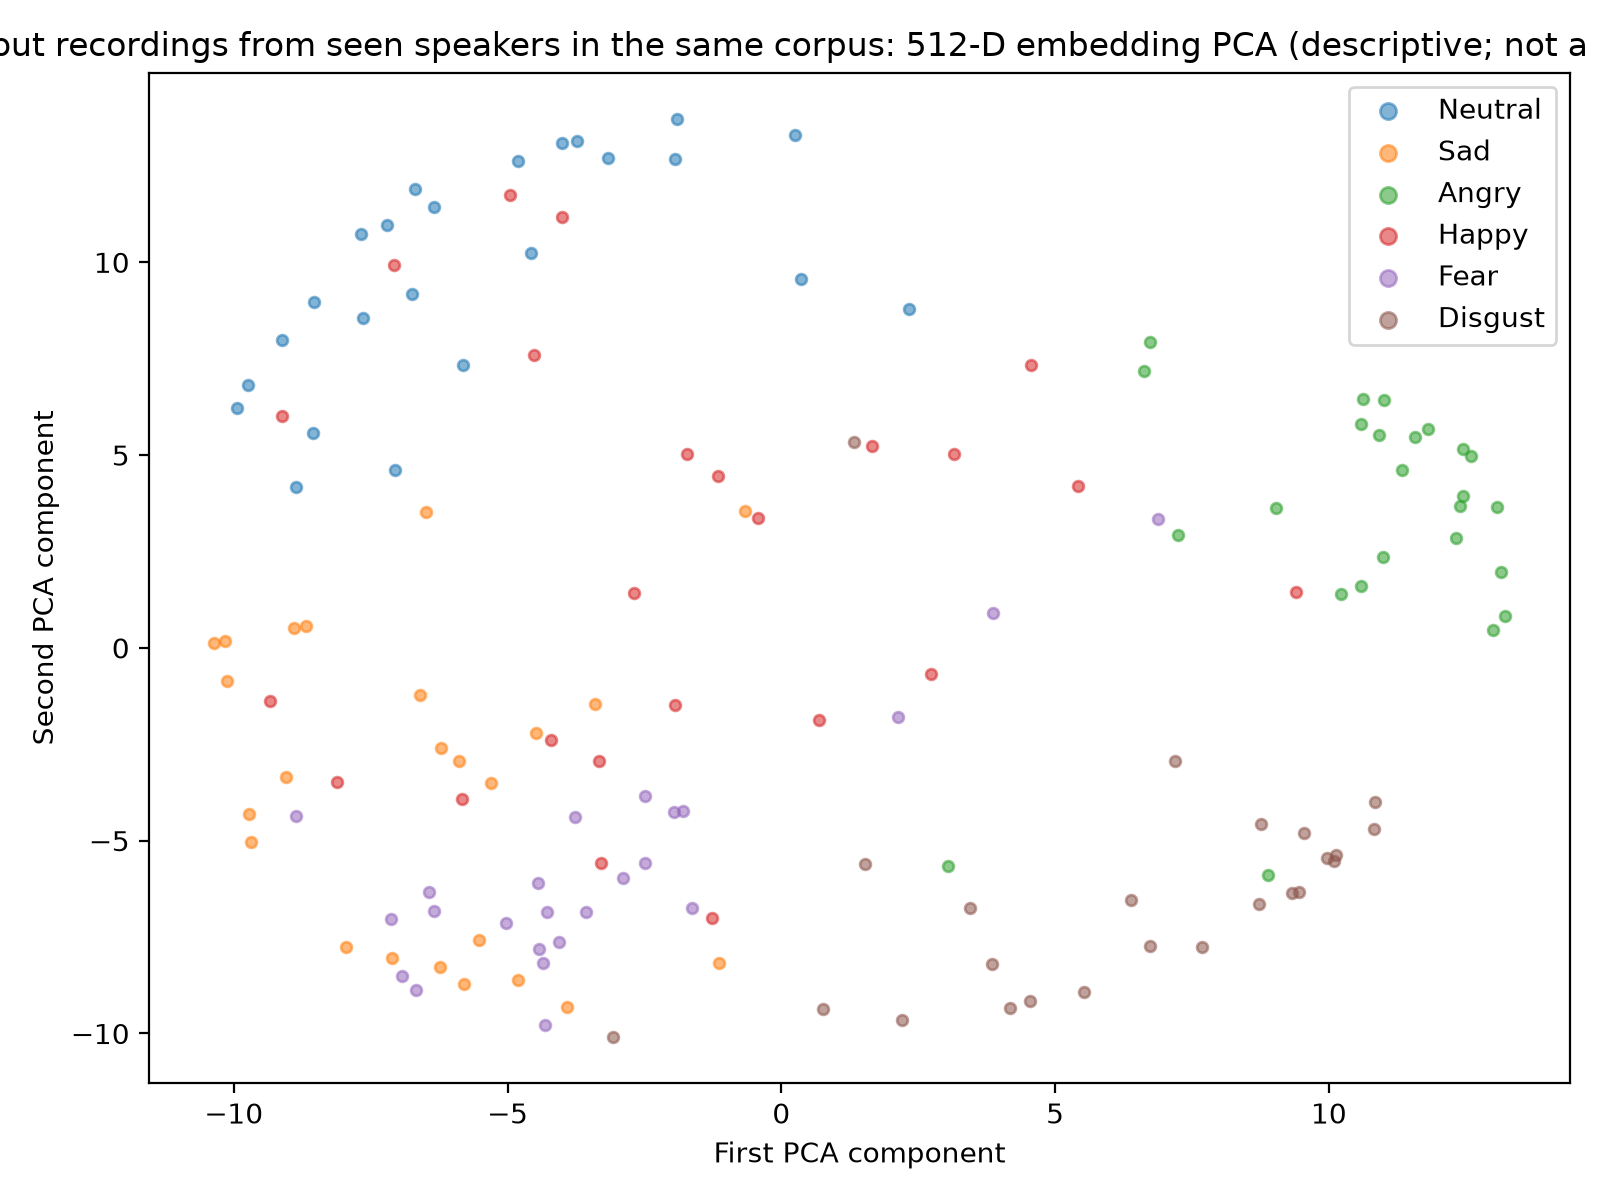 out recordings from seen speakers in the same corpus: 512-D embedding PCA (descriptive; not a
Neutral
Sad
Angry
Happy
Fear
Disgust
10
5
0
−5
−10
Second PCA component
−10
−5
0
5
10
First PCA component